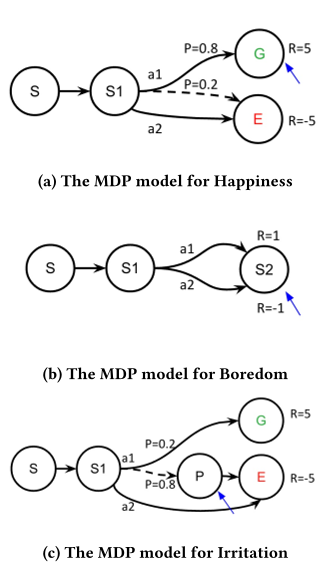 P=0.8
G
R=5
a1
S
S1
P=0.2
E
R=-5
a2
(a) The MDP model for Happiness
R=1
a1
S
S1
S2
a2
R=-1
(b) The MDP model for Boredom
G
R=5
P=0.2
a1
S
S1
P
E
R=-5
P=0.8
a2
(c) The MDP model for Irritation